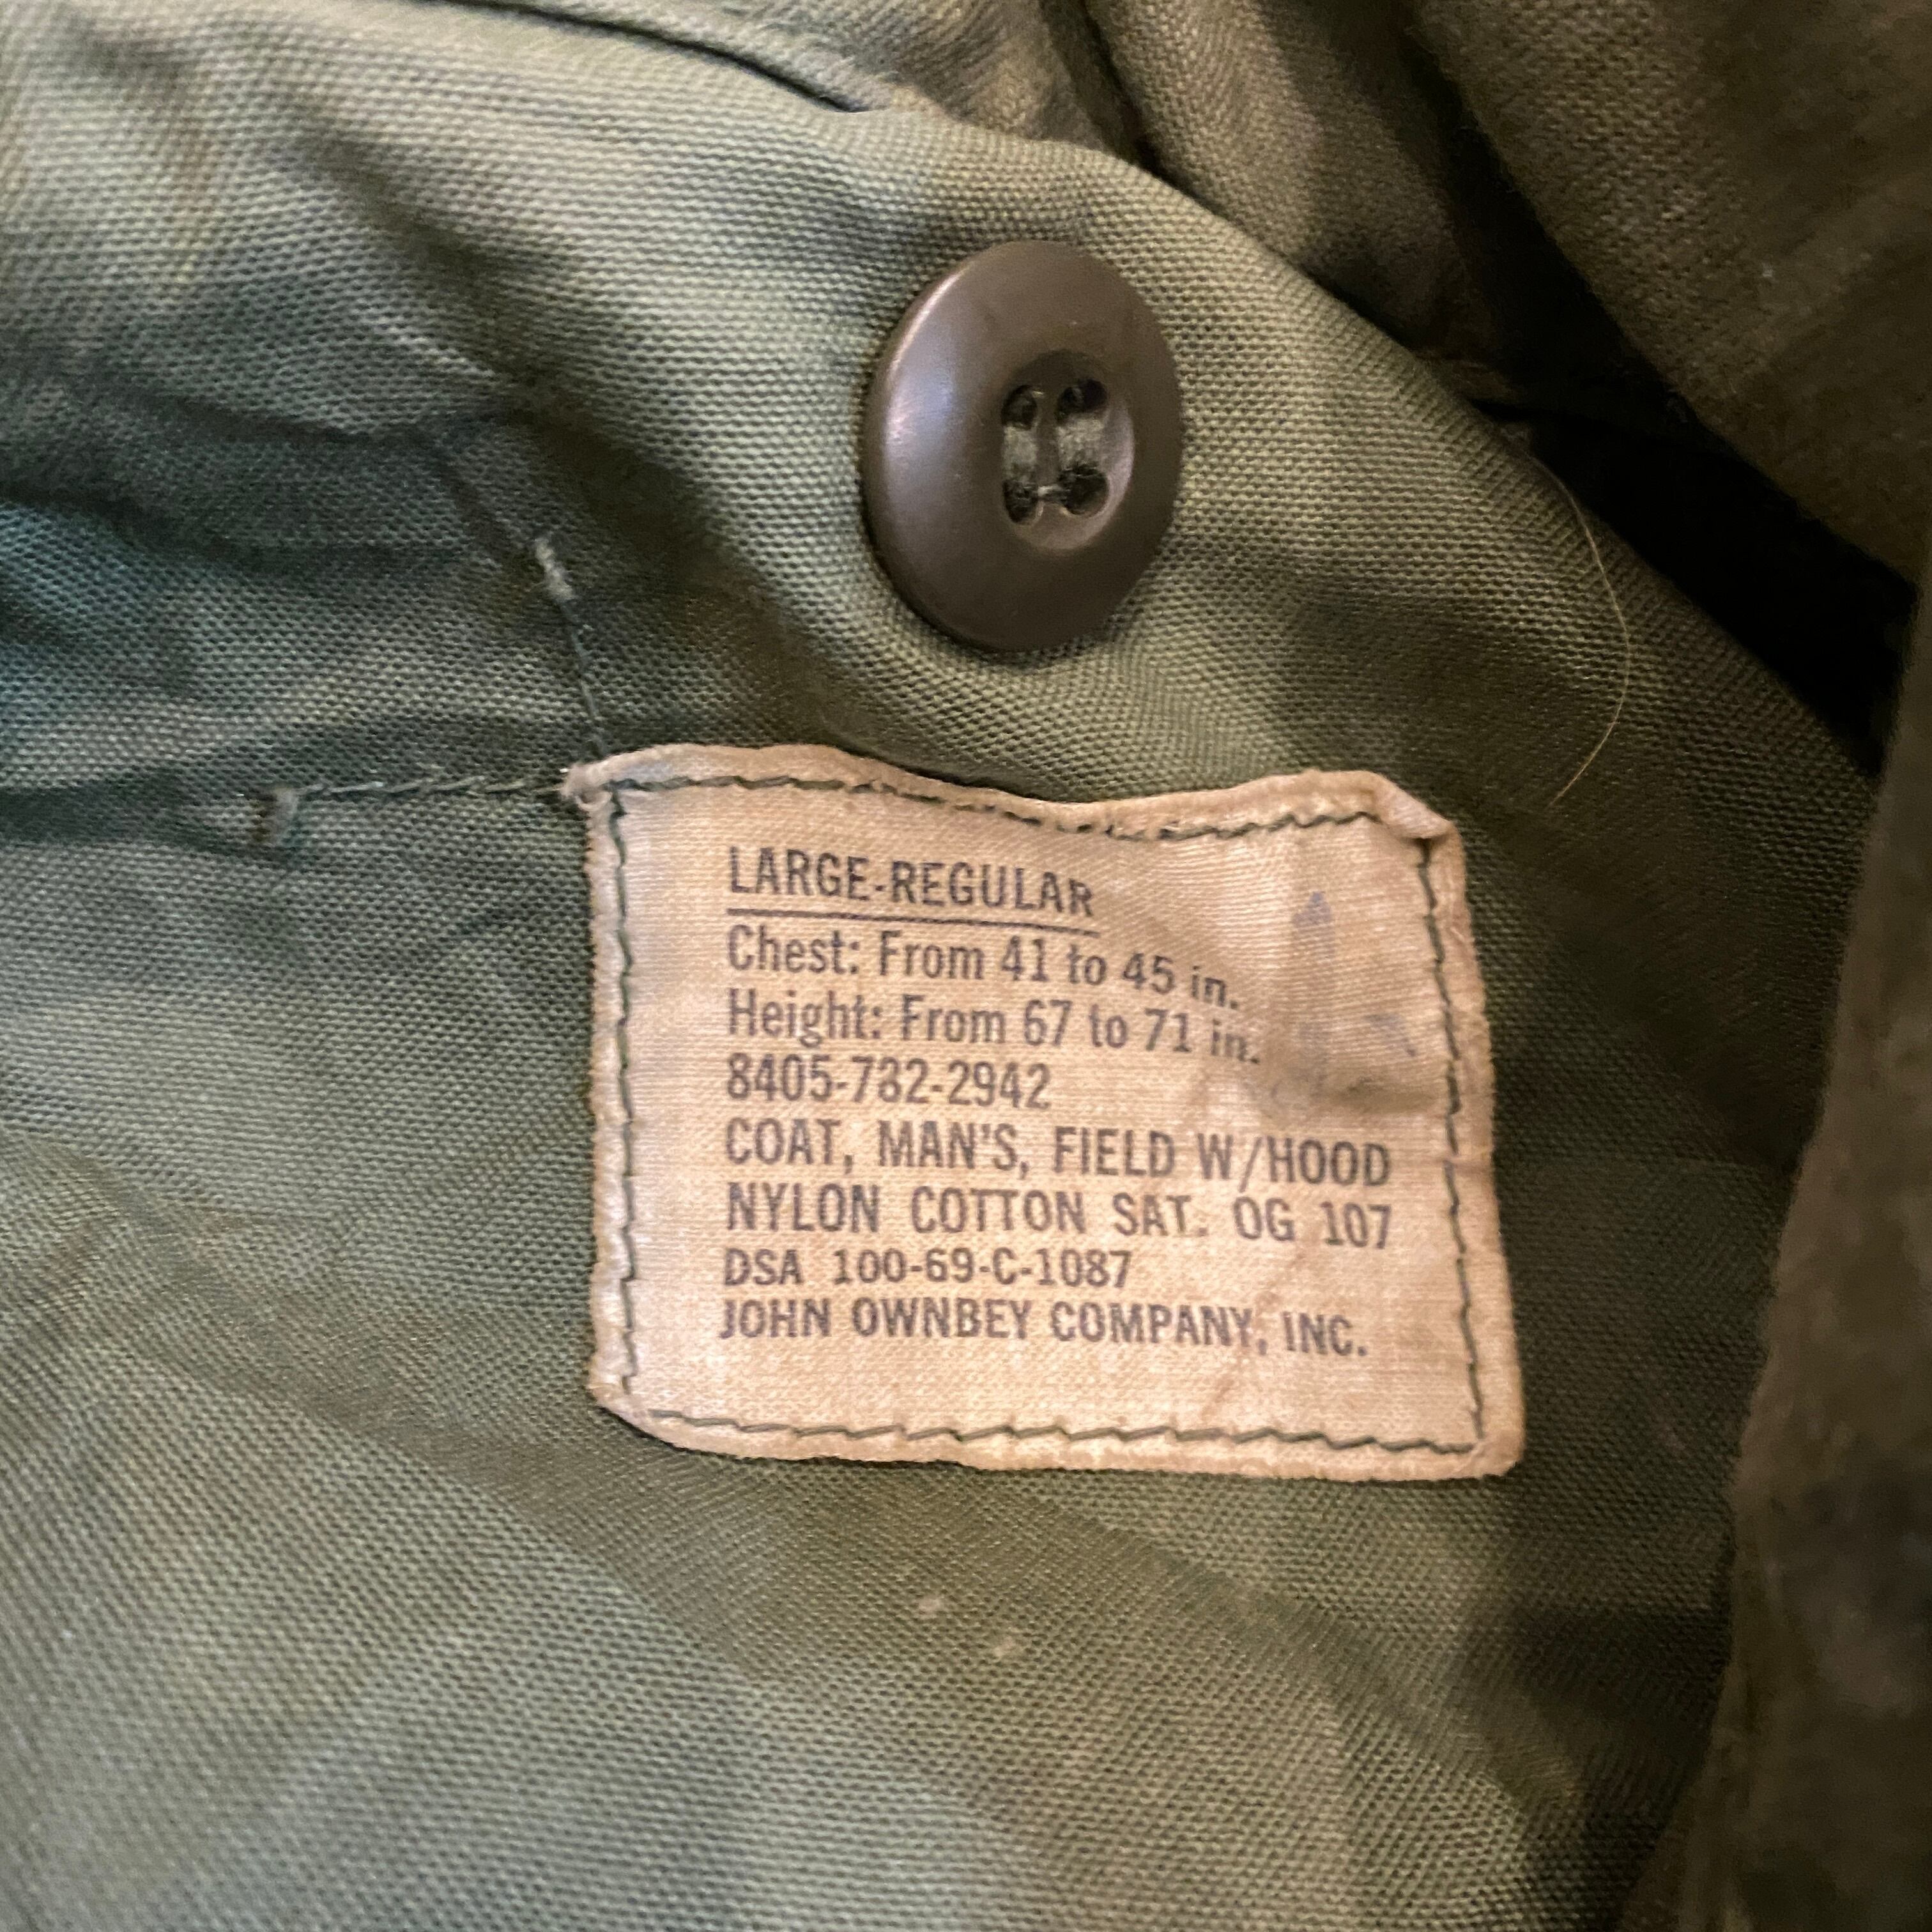 LARGE-REGULAR
Chest: From 41 to 45 in.
Height: From 67 to 71 in.
8405-782-2942
COAT, MAN'S, FIELD W/HOOD
NYLON COTTON SAT. OG 107
DSA 100-69-C-1087
JOHN OWNBEY COMPANY, INC.